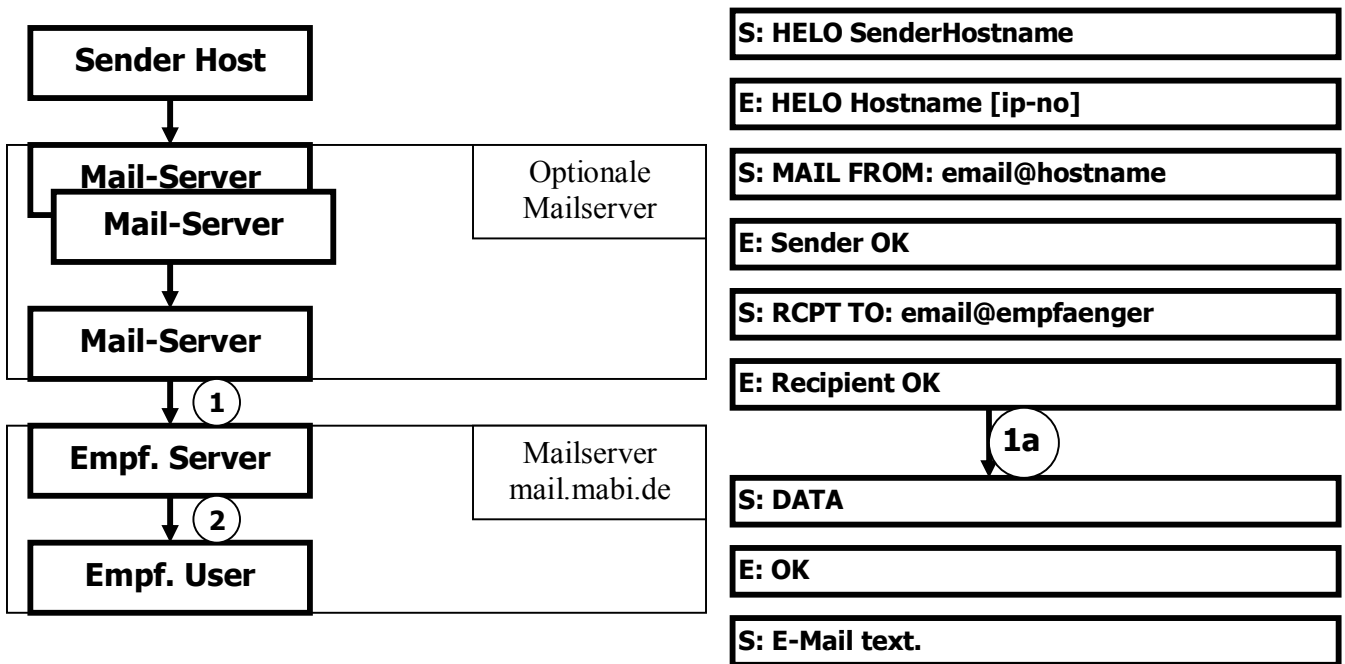 Sender Host
Mail-Server
Mail-Server
Optionale
Mailserver
Mail-Server
1
Empf. Server
Mailserver
mail.mabi.de
2
Empf. User
S: HELO SenderHostname
E: HELO Hostname [ip-no]
S: MAIL FROM: email@hostname
E: Sender OK
S: RCPT TO: email@empfaenger
E: Recipient OK
1a
S: DATA
E: OK
S: E-Mail text.